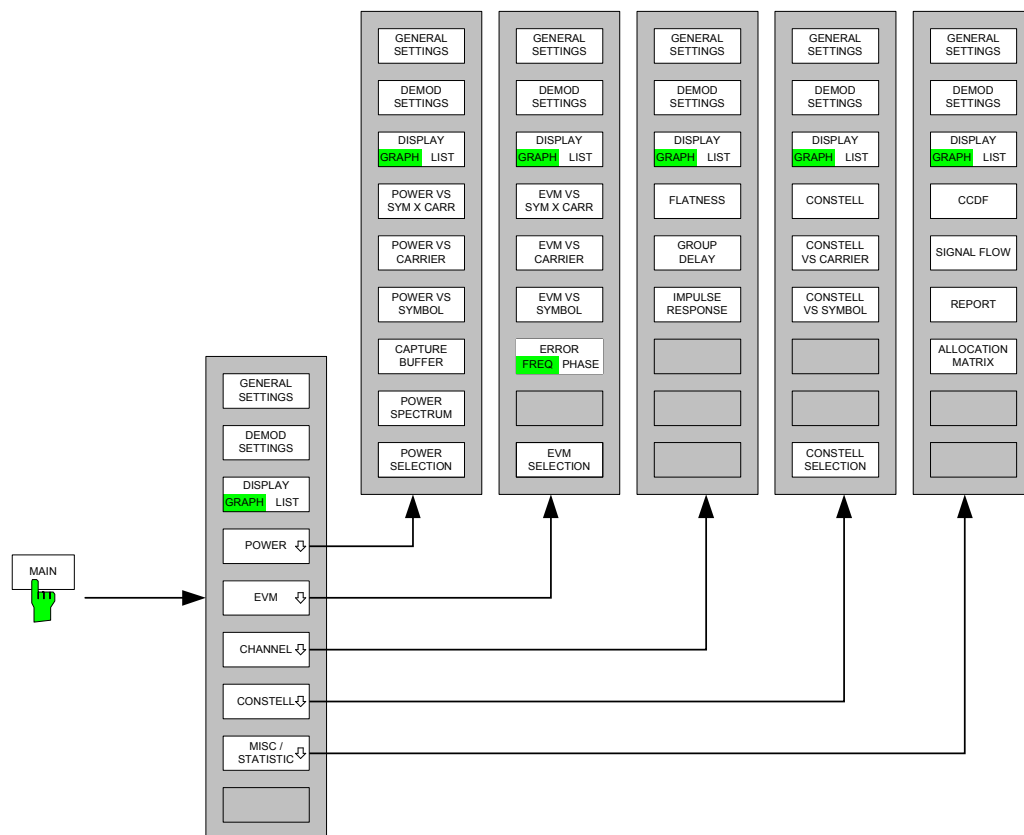 GENERAL
SETTINGS
DEMOD
SETTINGS
DISPLAY
GRAPH LIST
POWER VS
SYM X CARR
POWER VS
CARRIER
POWER VS
SYMBOL
CAPTURE
BUFFER
POWER
SPECTRUM
POWER
SELECTION
GENERAL
SETTINGS
DEMOD
SETTINGS
DISPLAY
GRAPH LIST
EVM VS
SYM X CARR
EVM VS
CARRIER
EVM VS
SYMBOL
ERROR
FREQ PHASE
EVM
SELECTION
GENERAL
SETTINGS
DEMOD
SETTINGS
DISPLAY
GRAPH LIST
FLATNESS
GROUP
DELAY
IMPULSE
RESPONSE
GENERAL
SETTINGS
DEMOD
SETTINGS
DISPLAY
GRAPH LIST
CONSTELL
CONSTELL
VS CARRIER
CONSTELL
VS SYMBOL
CONSTELL
SELECTION
GENERAL
SETTINGS
DEMOD
SETTINGS
DISPLAY
GRAPH LIST
CCDF
SIGNAL FLOW
REPORT
ALLOCATION
MATRIX
MAIN
GENERAL
SETTINGS
DEMOD
SETTINGS
DISPLAY
GRAPH LIST
POWER
EVM
CHANNEL
CONSTELL
MISC /
STATISTIC